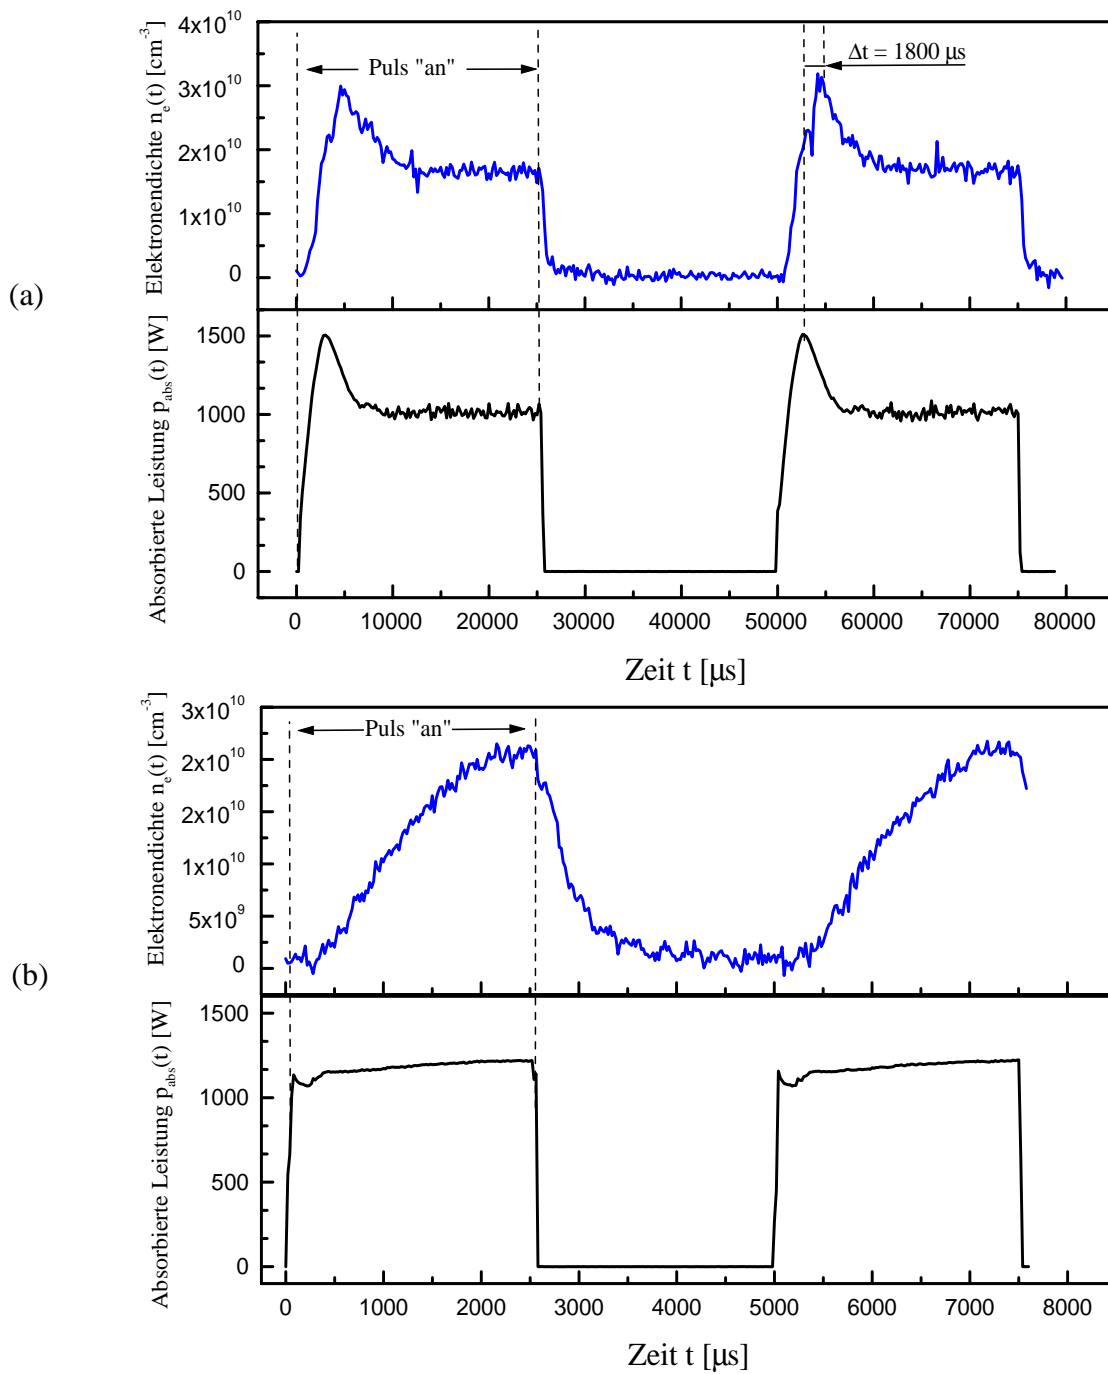 4x10^10
3x10^10
2x10^10
1x10^10
0
Elektronendichte n_e(t) [cm^-3]
Puls "an"
Δt = 1800 µs
(a)
1500
1000
500
0
Absorbierte Leistung p_abs(t) [W]
0 10000 20000 30000 40000 50000 60000 70000 80000
Zeit t [µs]
3x10^10
2x10^10
2x10^10
1x10^10
5x10^9
0
Elektronendichte n_e(t) [cm^-3]
Puls "an"
(b)
1500
1000
500
0
Absorbierte Leistung p_abs(t) [W]
0 1000 2000 3000 4000 5000 6000 7000 8000
Zeit t [µs]